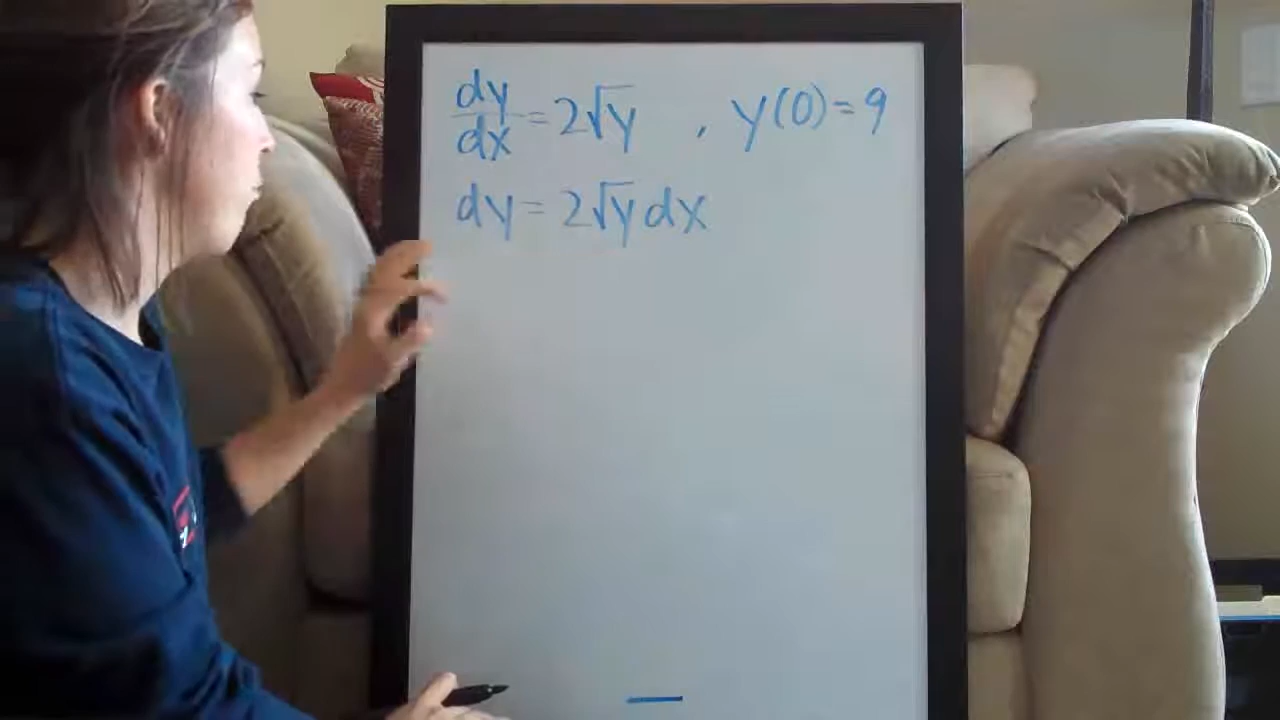 dy/dx = 2√y , y(0) = 9
dy = 2√y dx